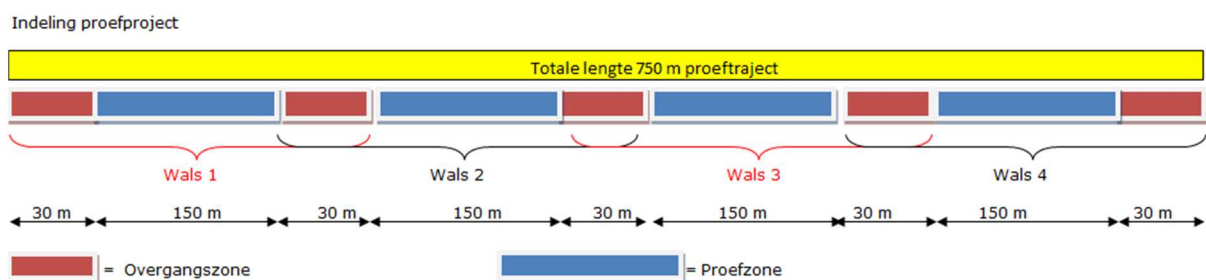 Indeling proefproject
Totale lengte 750 m proeftraject
Wals 1 Wals 2 Wals 3 Wals 4
30 m 150 m 30 m 150 m 30 m 150 m 30 m 150 m 30 m
= Overgangszone = Proefzone